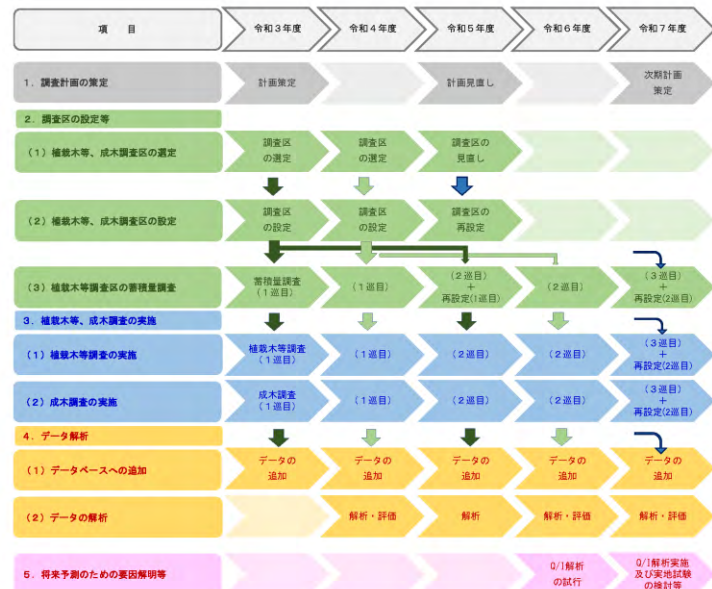 項　目
令和３年度
令和４年度
令和５年度
令和６年度
令和７年度
１．調査計画の策定
計画策定
計画見直し
次期計画
策定
２．調査区の設定等
（１）植栽木等、成木調査区の選定
調査区
の選定
調査区
の選定
調査区の
見直し
（２）植栽木等、成木調査区の設定
調査区
の設定
調査区
の設定
調査区の
再設定
（３）植栽木等調査区の蓄積量調査
蓄積量調査
（１巡目）
（１巡目）
（２巡目）
＋
再設定(1巡目)
（２巡目）
（３巡目）
＋
再設定(2巡目)
３．植栽木等、成木調査の実施
（１）植栽木等調査の実施
植栽木等調査
（１巡目）
（１巡目）
（２巡目）
（２巡目）
（３巡目）
＋
再設定(2巡目)
（２）成木調査の実施
成木調査
（１巡目）
（１巡目）
（２巡目）
（２巡目）
（３巡目）
＋
再設定(2巡目)
４．データ解析
（１）データベースへの追加
データの
追加
データの
追加
データの
追加
データの
追加
データの
追加
（２）データの解析
解析・評価
解析
解析・評価
解析・評価
５．将来予測のための要因解明等
Q/I解析
の試行
Q/I解析実施
及び実地試験
の検討等